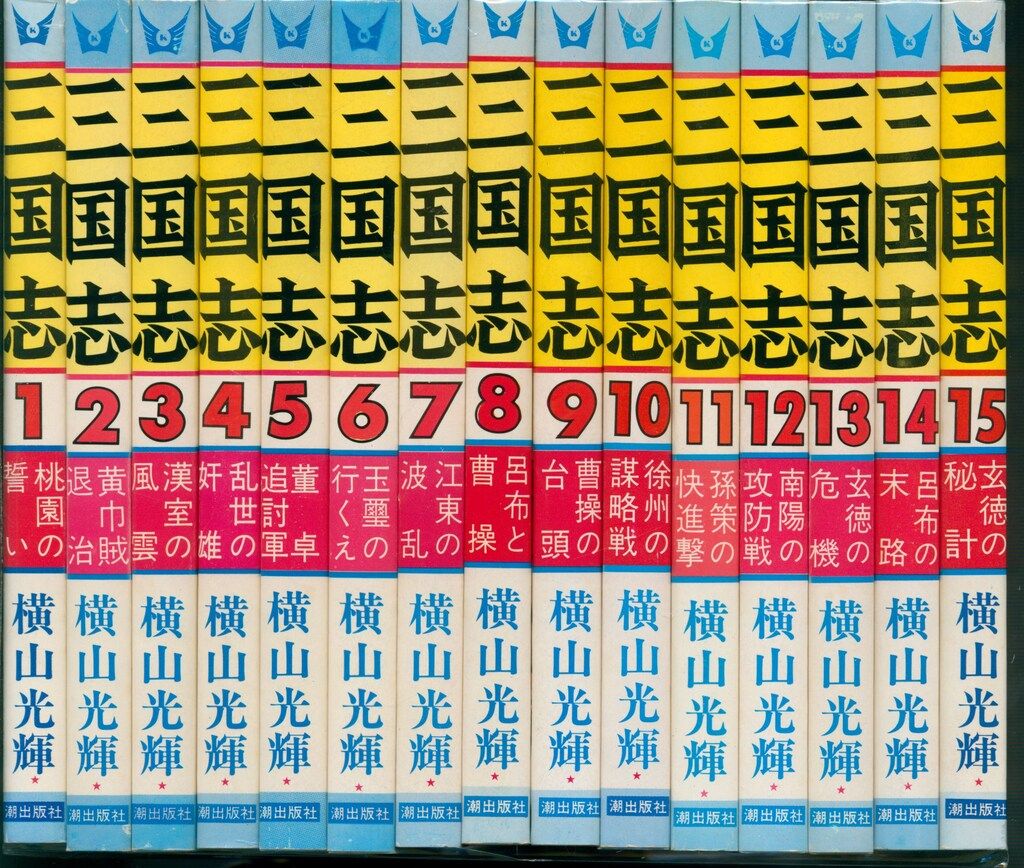 三国志
1
桃園の
誓い
横山光輝
潮出版社
三国志
2
黄巾賊
退治
横山光輝
潮出版社
三国志
3
漢室の
風雲
横山光輝
潮出版社
三国志
4
乱世の
奸雄
横山光輝
潮出版社
三国志
5
董卓
追討軍
横山光輝
潮出版社
三国志
6
玉璽の
行くえ
横山光輝
潮出版社
三国志
7
江東の
波乱
横山光輝
潮出版社
三国志
8
呂布と
曹操
横山光輝
潮出版社
三国志
9
曹操の
台頭
横山光輝
潮出版社
三国志
10
徐州の
謀略戦
横山光輝
潮出版社
三国志
11
孫策の
快進撃
横山光輝
潮出版社
三国志
12
南陽の
攻防戦
横山光輝
潮出版社
三国志
13
玄徳の
危機
横山光輝
潮出版社
三国志
14
呂布の
末路
横山光輝
潮出版社
三国志
15
玄徳の
秘計
横山光輝
潮出版社